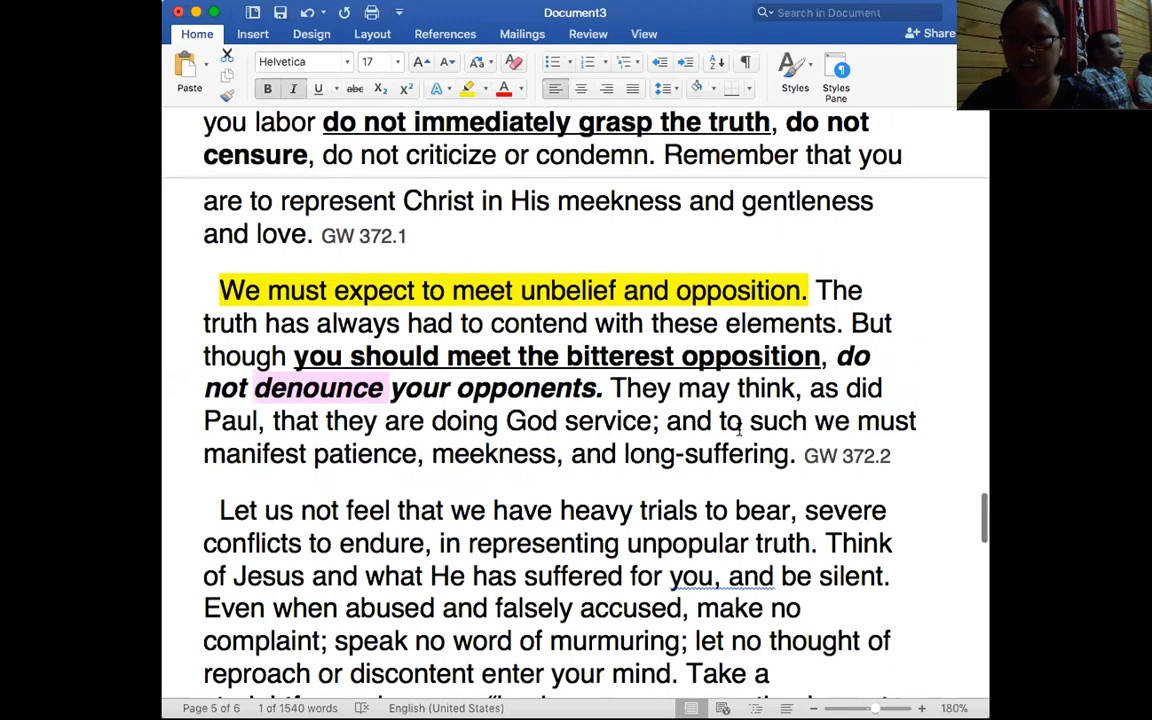 Document3
Search in Document
Home Insert Design Layout References Mailings Review View Share
Paste Helvetica 17 Styles Styles Pane
you labor do not immediately grasp the truth, do not
censure, do not criticize or condemn. Remember that you
are to represent Christ in His meekness and gentleness
and love. GW 372.1
We must expect to meet unbelief and opposition. The
truth has always had to contend with these elements. But
though you should meet the bitterest opposition, do
not denounce your opponents. They may think, as did
Paul, that they are doing God service; and to such we must
manifest patience, meekness, and long-suffering. GW 372.2
Let us not feel that we have heavy trials to bear, severe
conflicts to endure, in representing unpopular truth. Think
of Jesus and what He has suffered for you, and be silent.
Even when abused and falsely accused, make no
complaint; speak no word of murmuring; let no thought of
reproach or discontent enter your mind. Take a
Page 5 of 6 1 of 1540 words English (United States) 180%